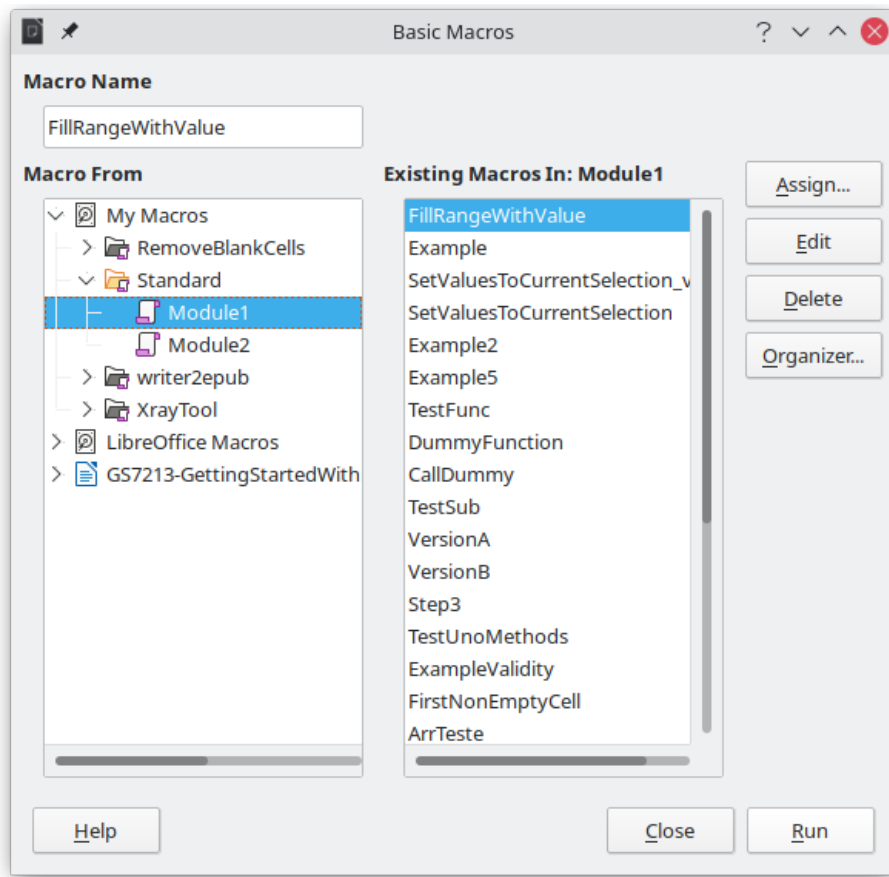 Basic Macros
?
Macro Name
FillRangeWithValue
Macro From
My Macros
RemoveBlankCells
Standard
Module1
Module2
writer2epub
XrayTool
LibreOffice Macros
GS7213-GettingStartedWith
Existing Macros In: Module1
FillRangeWithValue
Example
SetValuesToCurrentSelection_v
SetValuesToCurrentSelection
Example2
Example5
TestFunc
DummyFunction
CallDummy
TestSub
VersionA
VersionB
Step3
TestUnoMethods
ExampleValidity
FirstNonEmptyCell
ArrTeste
Assign...
Edit
Delete
Organizer...
Help
Close
Run